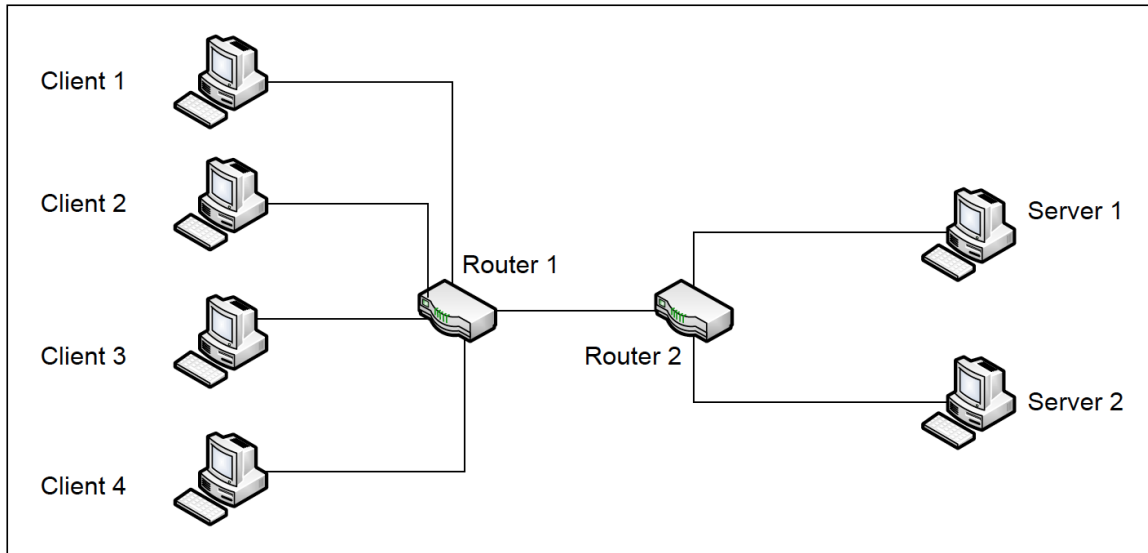 Client 1
Client 2
Server 1
Router 1
Client 3
Router 2
Server 2
Client 4